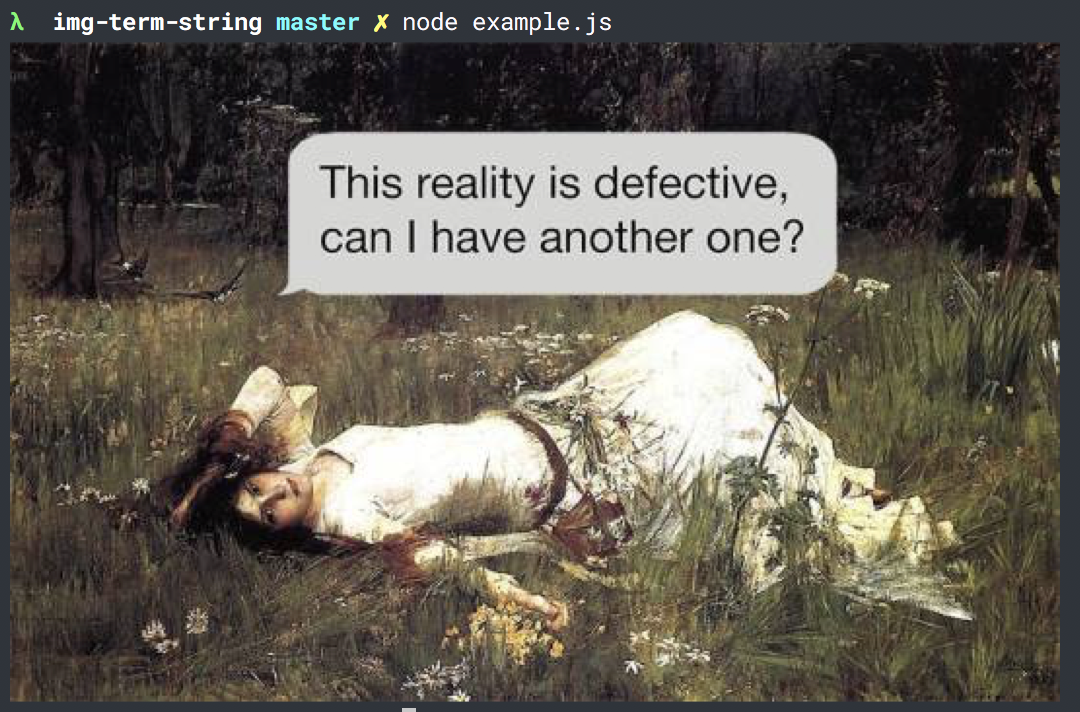 λ img-term-string master ✗ node example.js
This reality is defective,
can I have another one?